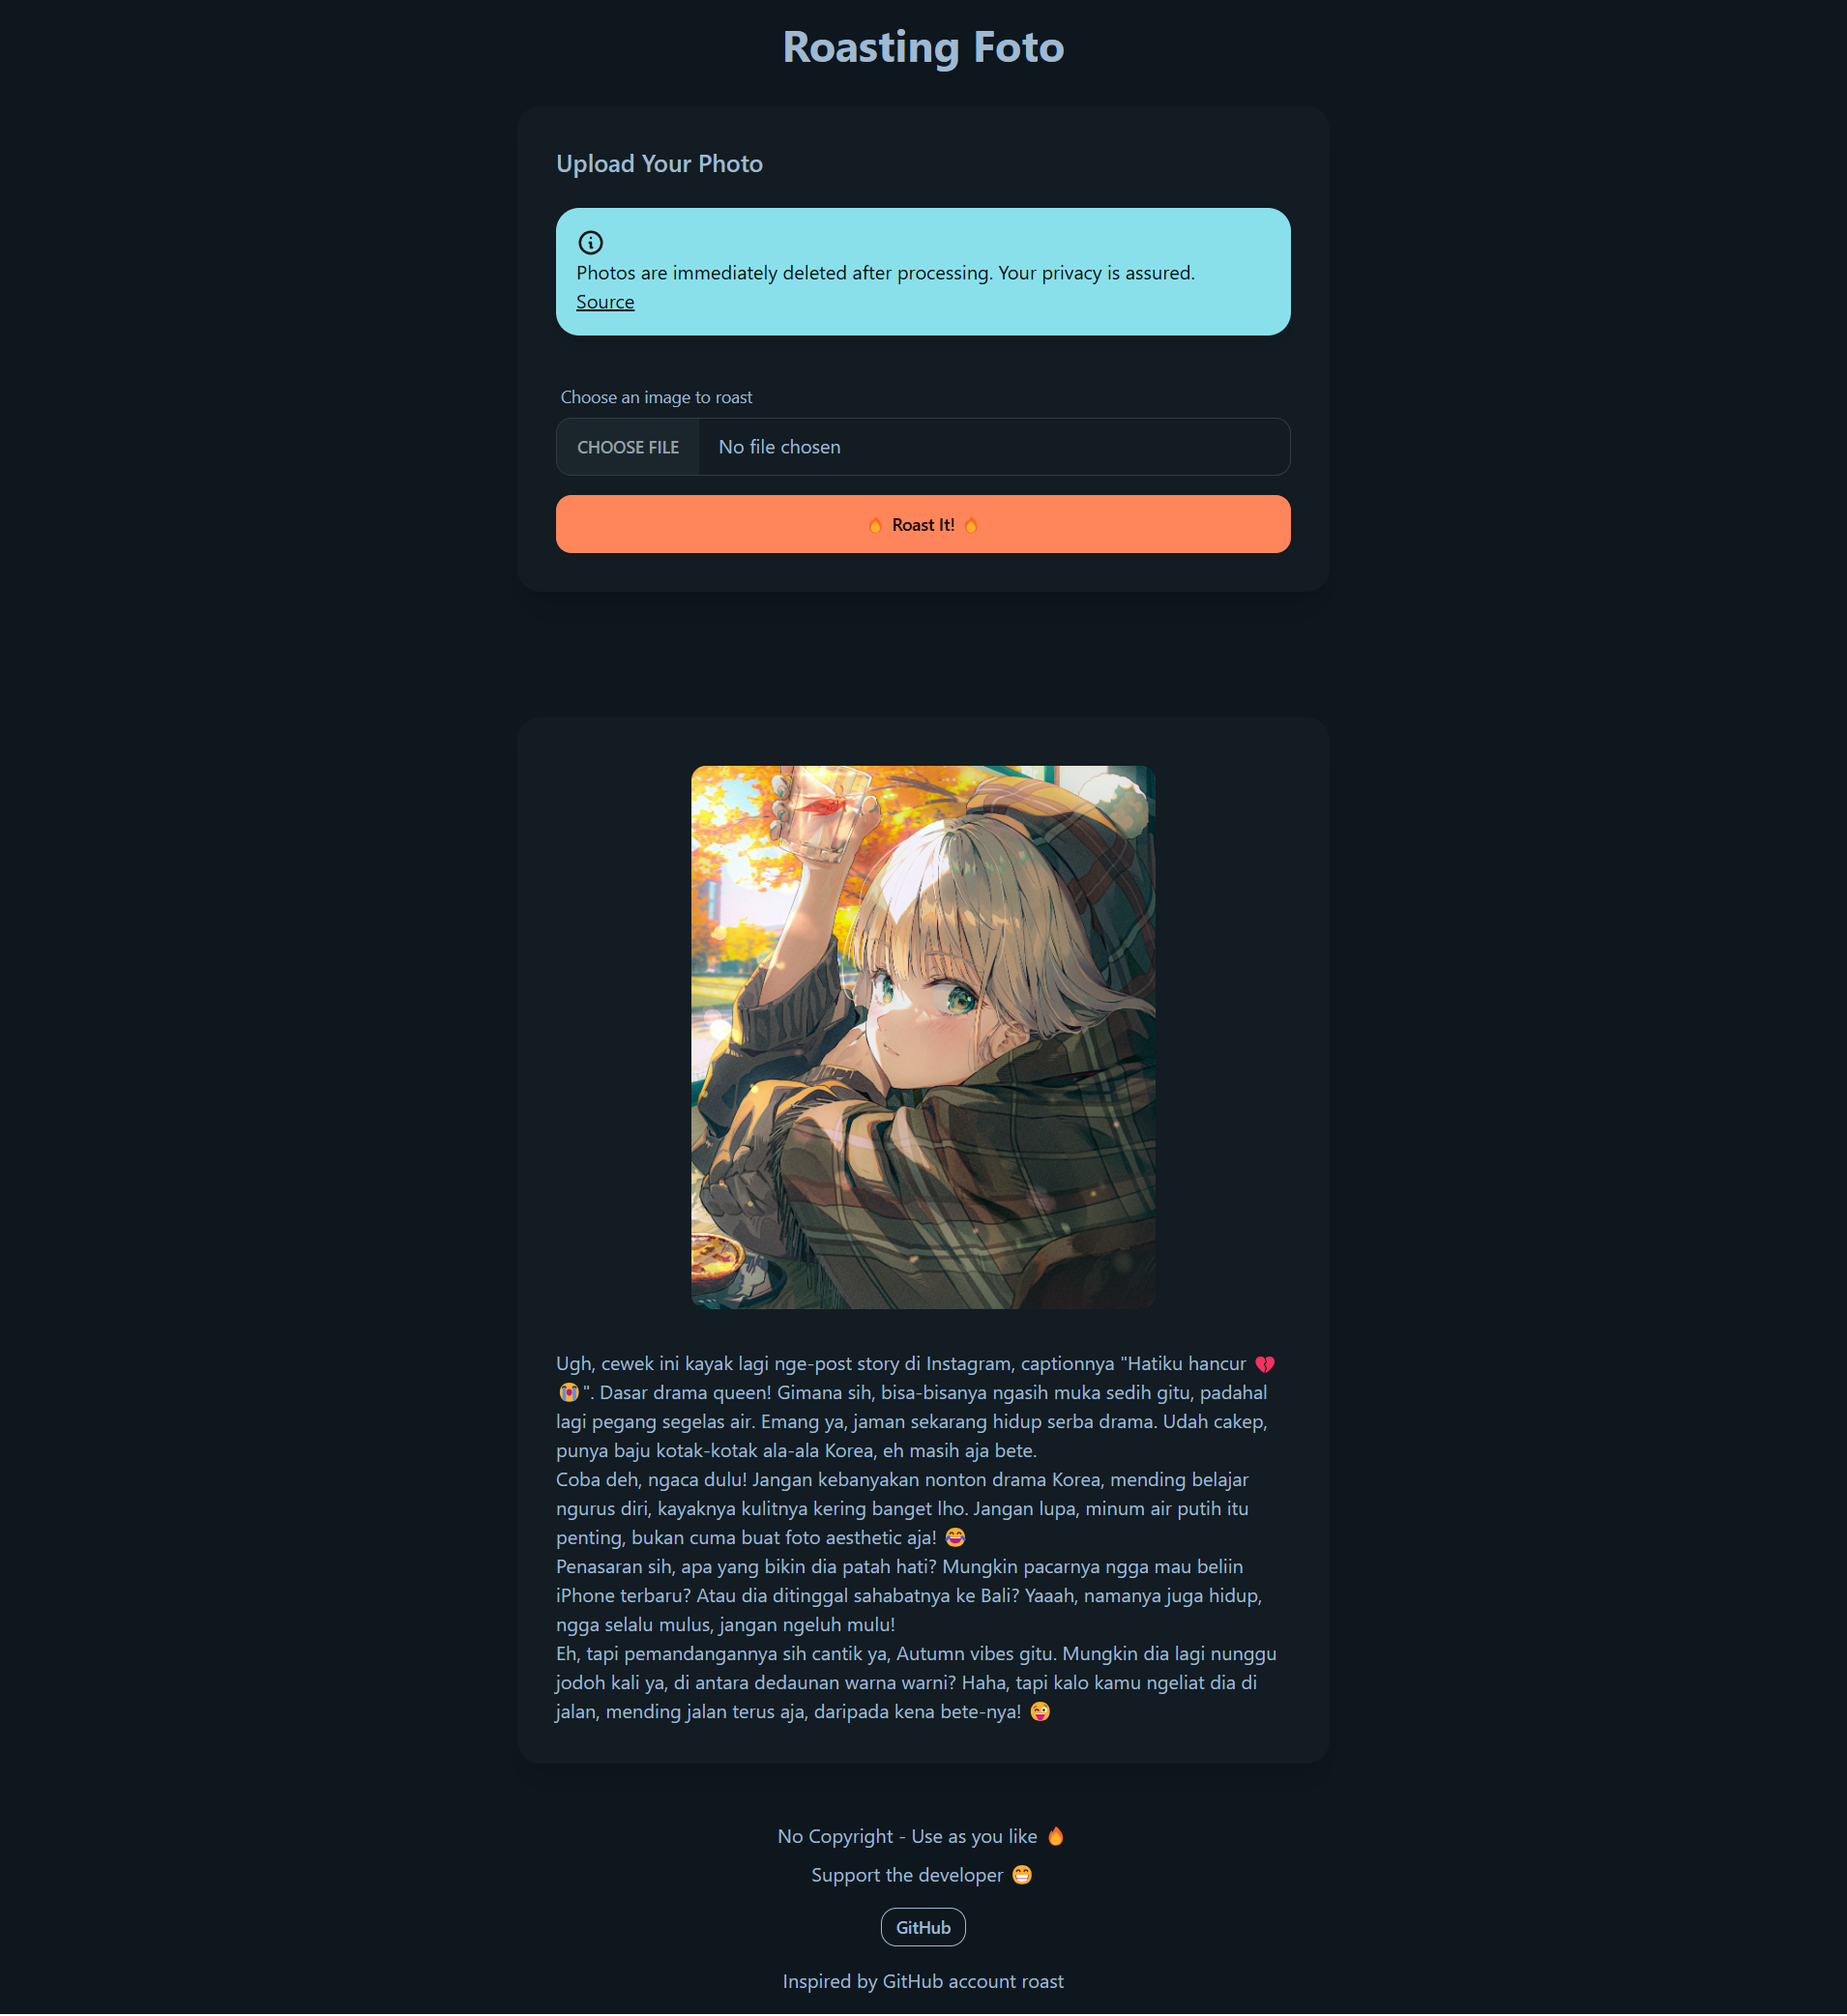 Roasting Foto
Upload Your Photo
Photos are immediately deleted after processing. Your privacy is assured.
Source
Choose an image to roast
CHOOSE FILE No file chosen
🔥 Roast It! 🔥
Ugh, cewek ini kayak lagi nge-post story di Instagram, captionnya "Hatiku hancur 💔
😭". Dasar drama queen! Gimana sih, bisa-bisanya ngasih muka sedih gitu, padahal
lagi pegang segelas air. Emang ya, jaman sekarang hidup serba drama. Udah cakep,
punya baju kotak-kotak ala-ala Korea, eh masih aja bete.
Coba deh, ngaca dulu! Jangan kebanyakan nonton drama Korea, mending belajar
ngurus diri, kayaknya kulitnya kering banget lho. Jangan lupa, minum air putih itu
penting, bukan cuma buat foto aesthetic aja! 😂
Penasaran sih, apa yang bikin dia patah hati? Mungkin pacarnya ngga mau beliin
iPhone terbaru? Atau dia ditinggal sahabatnya ke Bali? Yaaah, namanya juga hidup,
ngga selalu mulus, jangan ngeluh mulu!
Eh, tapi pemandangannya sih cantik ya, Autumn vibes gitu. Mungkin dia lagi nunggu
jodoh kali ya, di antara dedaunan warna warni? Haha, tapi kalo kamu ngeliat dia di
jalan, mending jalan terus aja, daripada kena bete-nya! 😜
No Copyright - Use as you like 🔥
Support the developer 😁
GitHub
Inspired by GitHub account roast